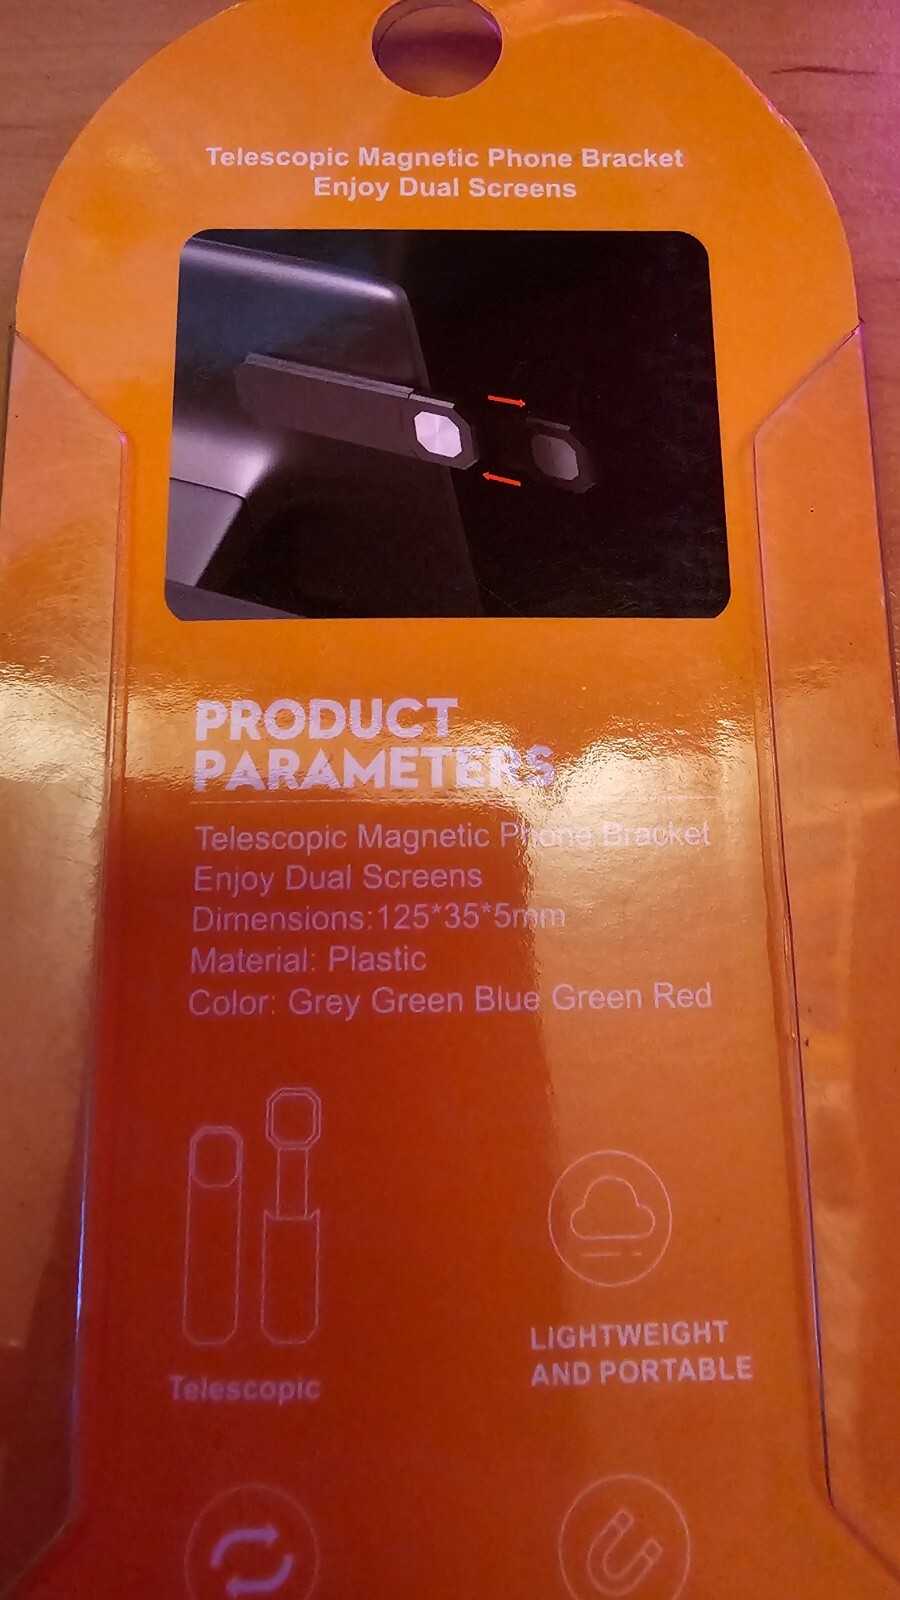 Telescopic Magnetic Phone Bracket
Enjoy Dual Screens
PRODUCT
PARAMETERS
Telescopic Magnetic Phone Bracket
Enjoy Dual Screens
Dimensions:125*35*5mm
Material: Plastic
Color: Grey Green Blue Green Red
Telescopic
LIGHTWEIGHT
AND PORTABLE